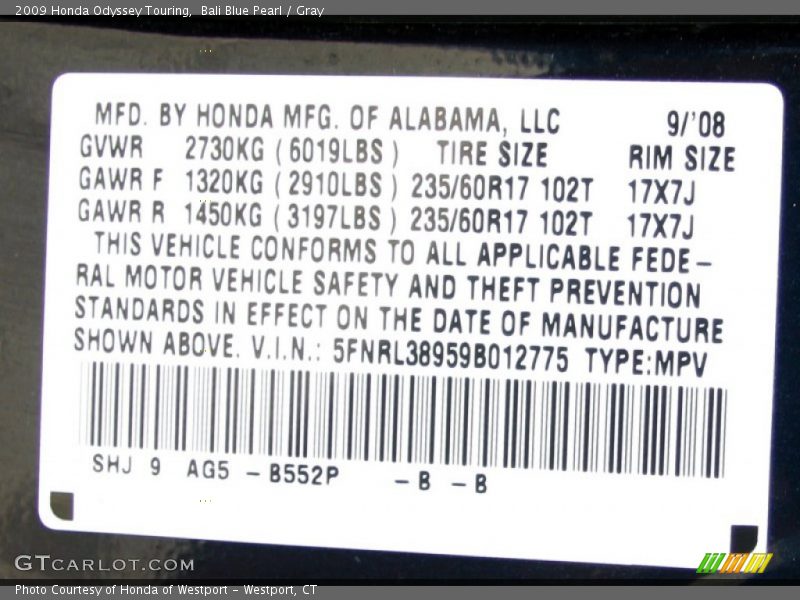 2009 Honda Odyssey Touring, Bali Blue Pearl / Gray
MFD. BY HONDA MFG. OF ALABAMA, LLC 9/'08
GVWR 2730KG (6019LBS) TIRE SIZE RIM SIZE
GAWR F 1320KG (2910LBS) 235/60R17 102T 17X7J
GAWR R 1450KG (3197LBS) 235/60R17 102T 17X7J
THIS VEHICLE CONFORMS TO ALL APPLICABLE FEDE-
RAL MOTOR VEHICLE SAFETY AND THEFT PREVENTION
STANDARDS IN EFFECT ON THE DATE OF MANUFACTURE
SHOWN ABOVE. V.I.N.: 5FNRL38959B012775 TYPE:MPV
SHJ 9 AG5 - B552P - B - B
GTCARLOT.COM
Photo Courtesy of Honda of Westport - Westport, CT